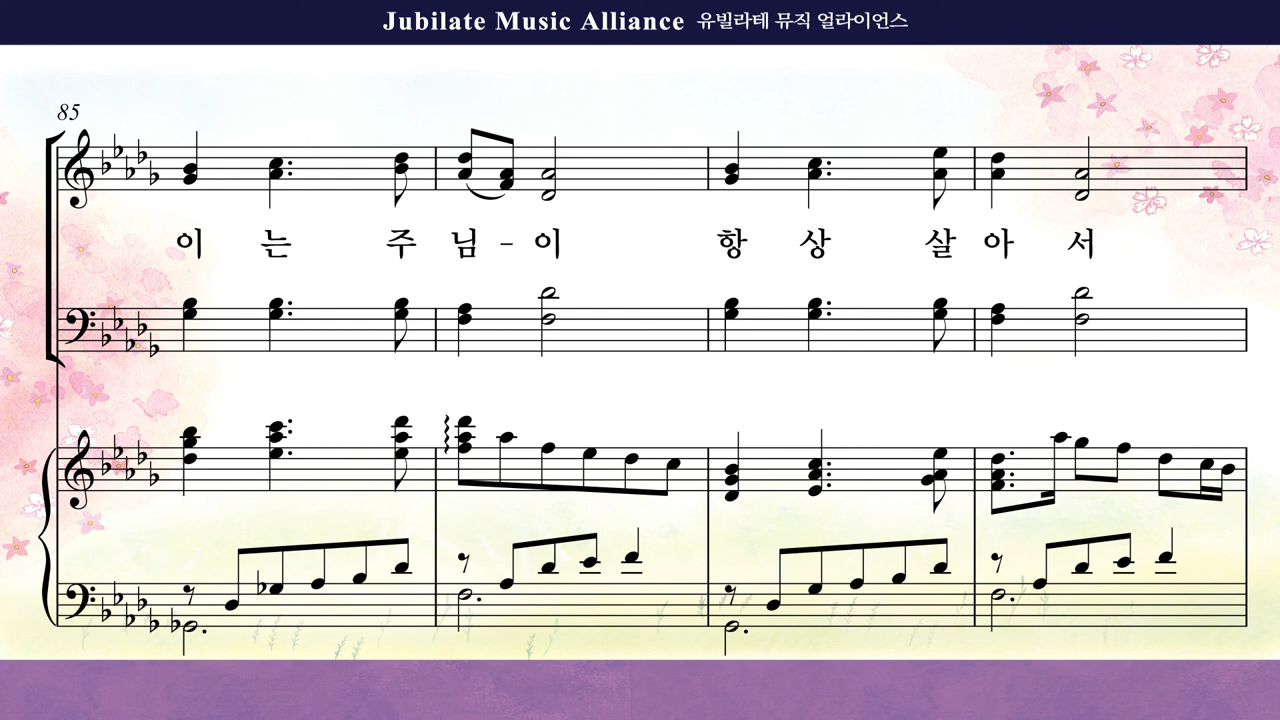 Jubilate Music Alliance 유빌라테 뮤직 얼라이언스
85
이 는 주 님 - 이 항 상 살 아 서